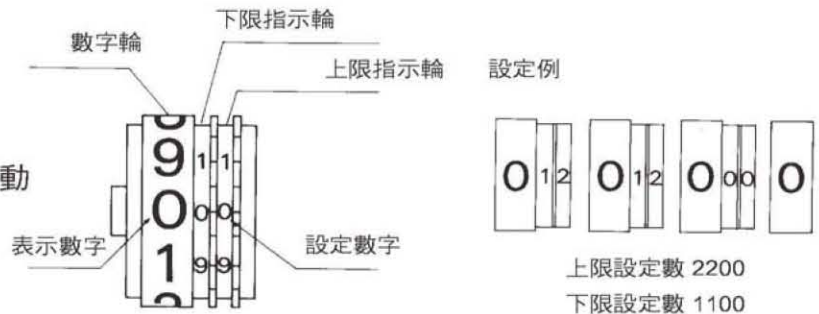 下限指示輪
數字輪
上限指示輪
設定例
動
9 1 1
0 0 0
1 9 9
表示數字
設定數字
0 1 2 0 1 2 0 0 0 0
上限設定數 2200
下限設定數 1100